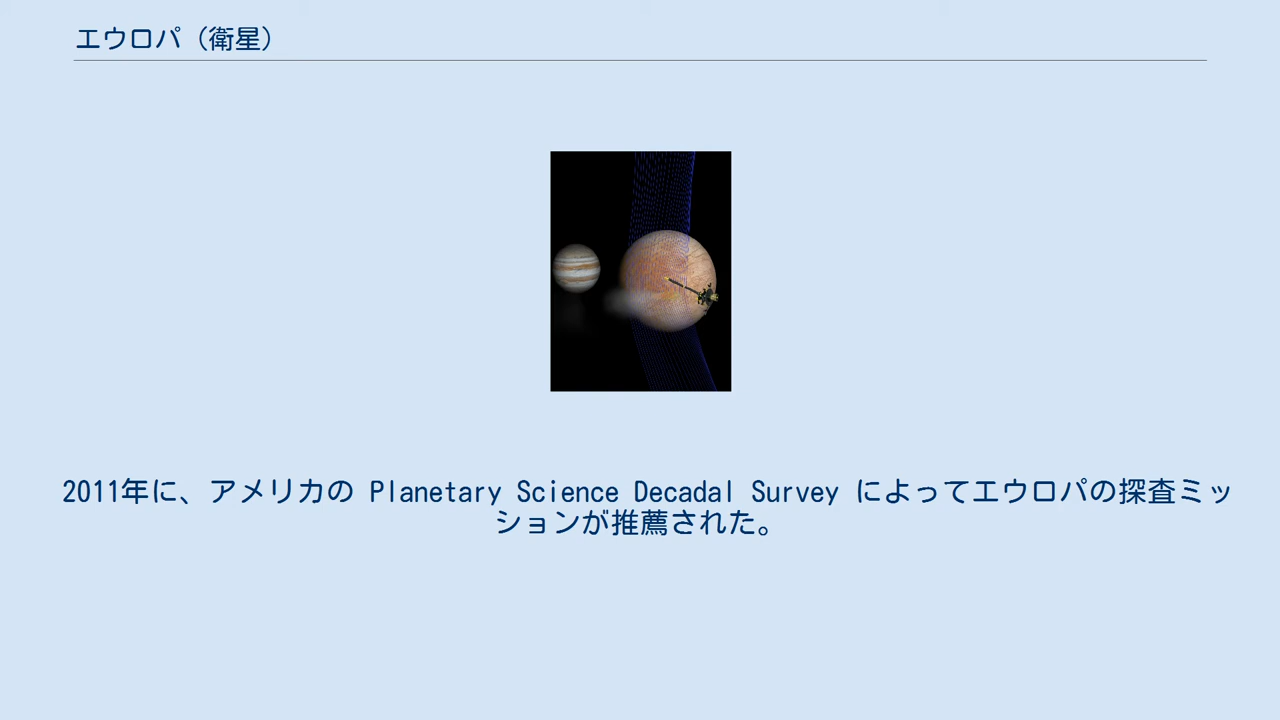 エウロパ（衛星）
2011年に、アメリカの Planetary Science Decadal Survey によってエウロパの探査ミッ
ションが推薦された。